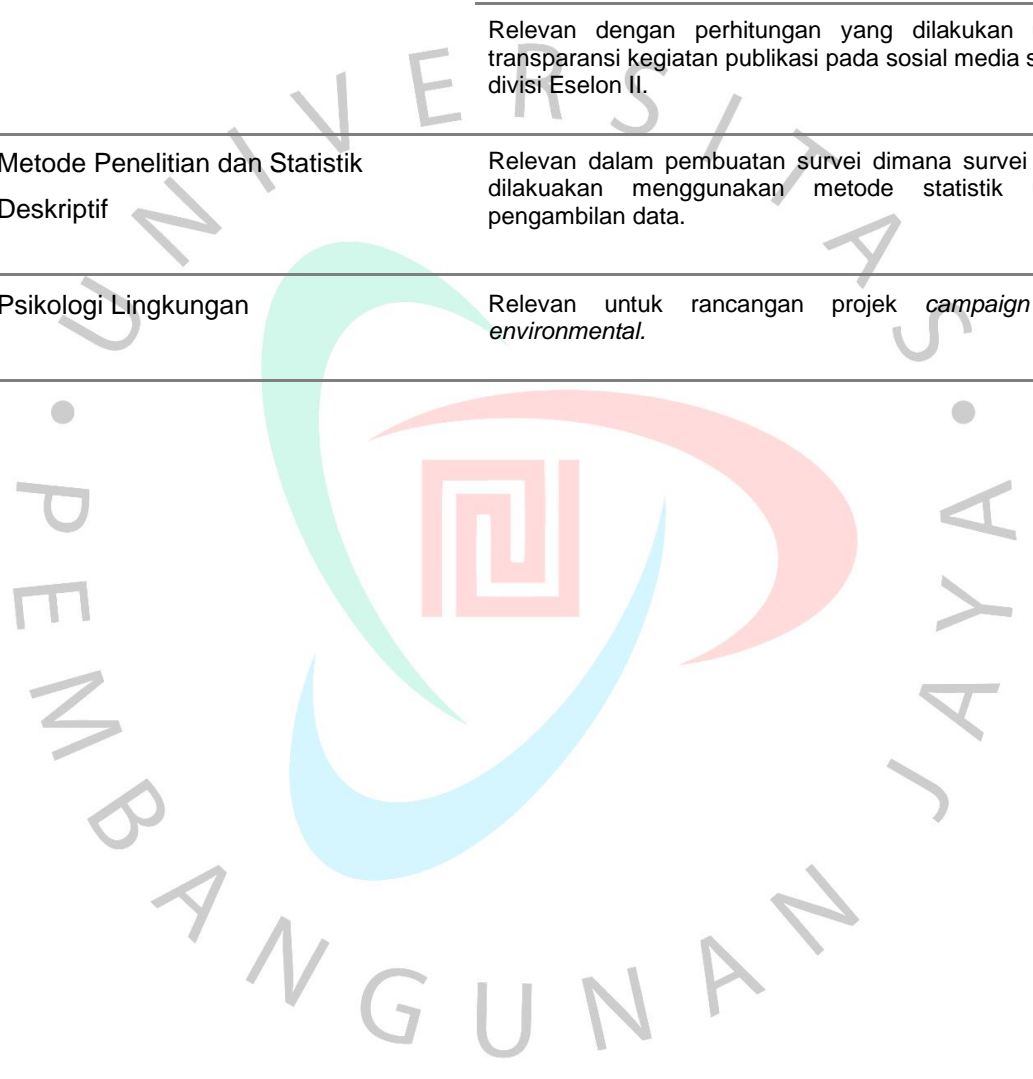 Relevan dengan perhitungan yang dilakukan
transparansi kegiatan publikasi pada sosial media
divisi Eselon II.
Metode Penelitian dan Statistik
Deskriptif
Relevan dalam pembuatan survei dimana survei
dilakuakan menggunakan metode statistik
pengambilan data.
Psikologi Lingkungan
Relevan untuk rancangan projek campaign
environmental.
UNIVERSITAS
• PEMBANGUNAN JAYA •